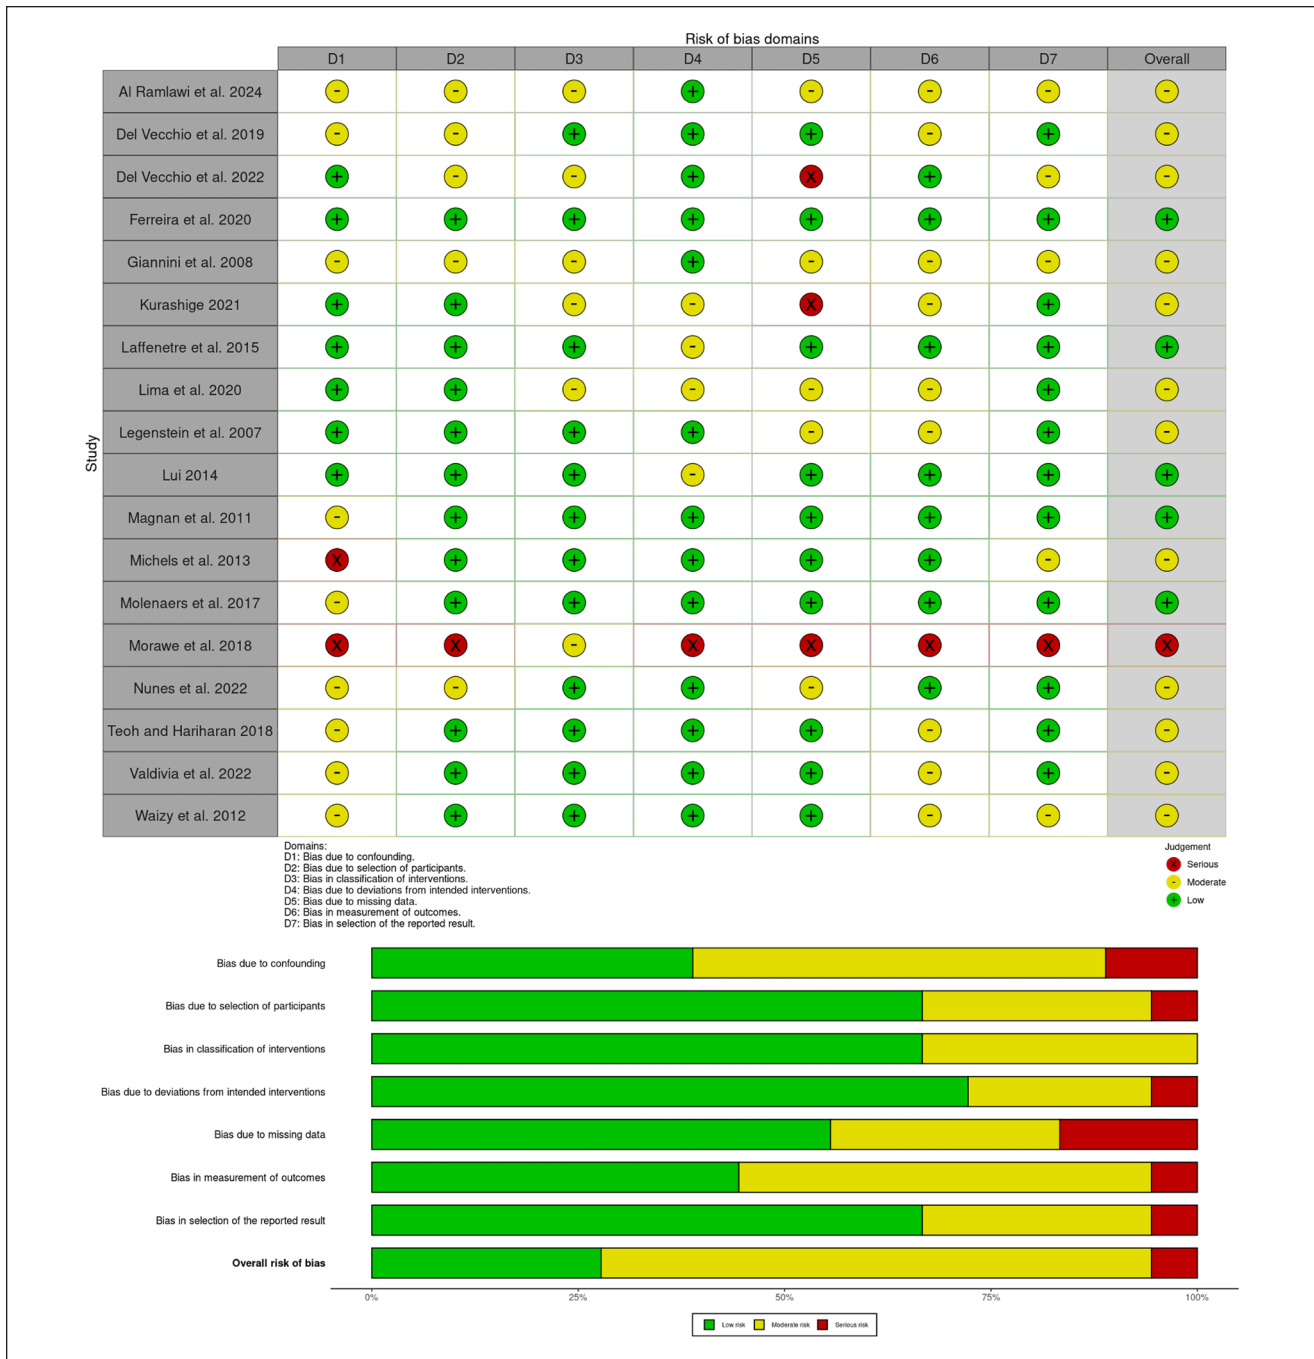 Risk of bias domains
D1 D2 D3 D4 D5 D6 D7 Overall
Study
Al Ramlawi et al. 2024 - - - + - - - -
Del Vecchio et al. 2019 - - + + + - + -
Del Vecchio et al. 2022 + - - + X + - -
Ferreira et al. 2020 + + + + + + + +
Giannini et al. 2008 - - - + - - - -
Kurashige 2021 + + - - X - + -
Laffenetre et al. 2015 + + + - + + + +
Lima et al. 2020 + + - - - - + -
Legenstein et al. 2007 + + + + - - + -
Lui 2014 + + + - + + + +
Magnan et al. 2011 - + + + + + + +
Michels et al. 2013 X + + + + + - -
Molenaers et al. 2017 - + + + + + + +
Morawe et al. 2018 X X - X X X X X
Nunes et al. 2022 - - + + - + + -
Teoh and Hariharan 2018 - + + + + - + -
Valdivia et al. 2022 - + + + + - + -
Waizy et al. 2012 - + + + + - - -
Domains:
D1: Bias due to confounding.
D2: Bias due to selection of participants.
D3: Bias in classification of interventions.
D4: Bias due to deviations from intended interventions.
D5: Bias due to missing data.
D6: Bias in measurement of outcomes.
D7: Bias in selection of the reported result.
Judgement
X Serious
- Moderate
+ Low
Bias due to confounding
Bias due to selection of participants
Bias in classification of interventions
Bias due to deviations from intended interventions
Bias due to missing data
Bias in measurement of outcomes
Bias in selection of the reported result
Overall risk of bias
0% 25% 50% 75% 100%
Low risk Moderate risk Serious risk